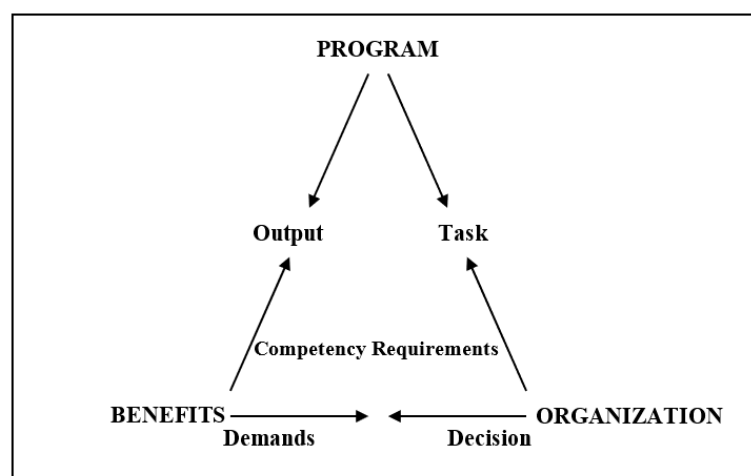 PROGRAM
Output Task
Competency Requirements
BENEFITS ORGANIZATION
Demands Decision